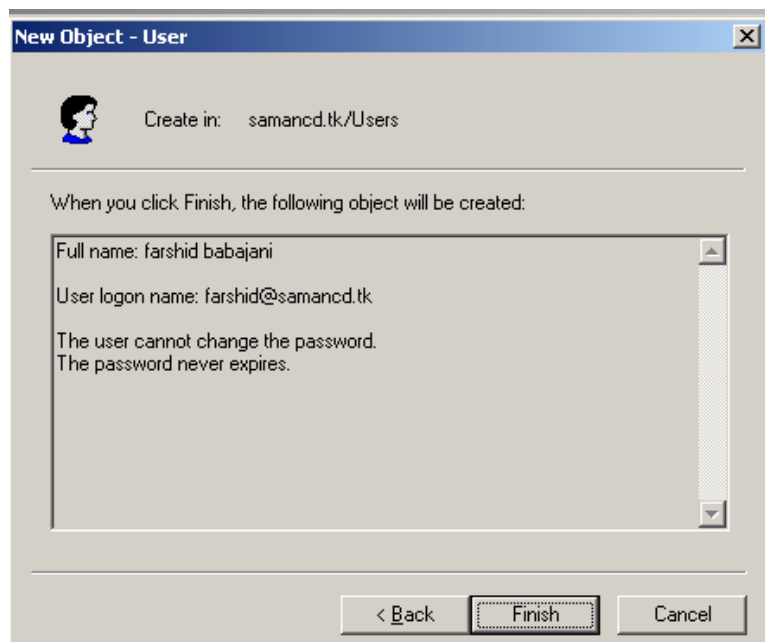 New Object - User
Create in: samancd.tk/Users
When you click Finish, the following object will be created:
Full name: farshid babajani
User logon name: farshid@samancd.tk
The user cannot change the password.
The password never expires.
< Back
Finish
Cancel